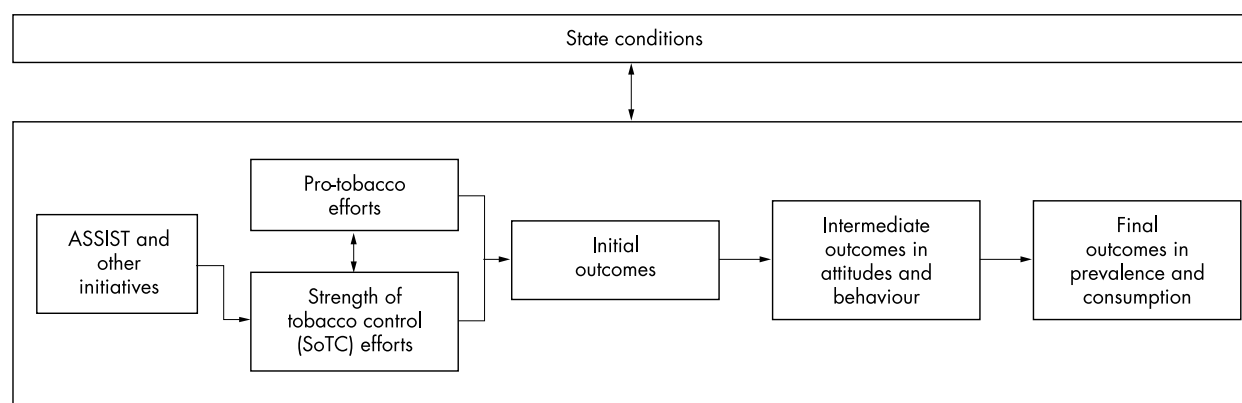 State conditions
Pro-tobacco
efforts
ASSIST and
other
initiatives
Strength of
tobacco control
(SoTC) efforts
Initial
outcomes
Intermediate
outcomes in
attitudes and
behaviour
Final
outcomes in
prevalence and
consumption